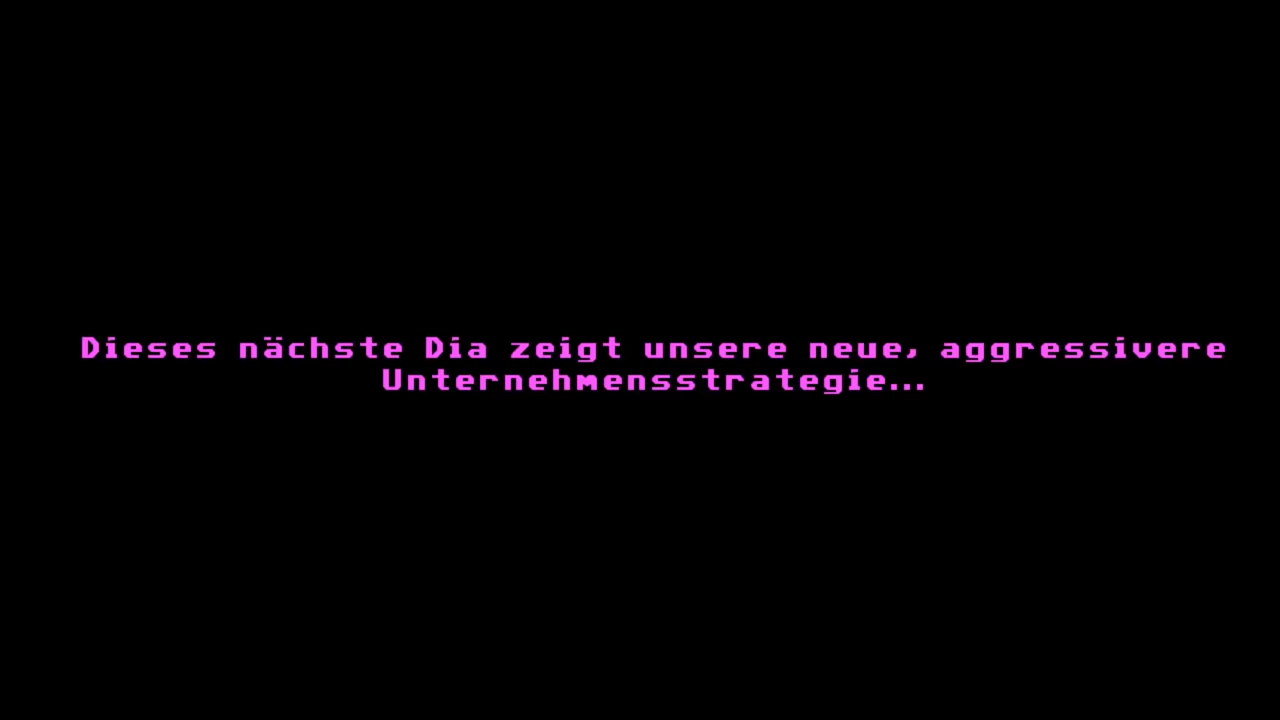 Dieses nächste Dia zeigt unsere neue, aggressivere
Unternehmensstrategie...